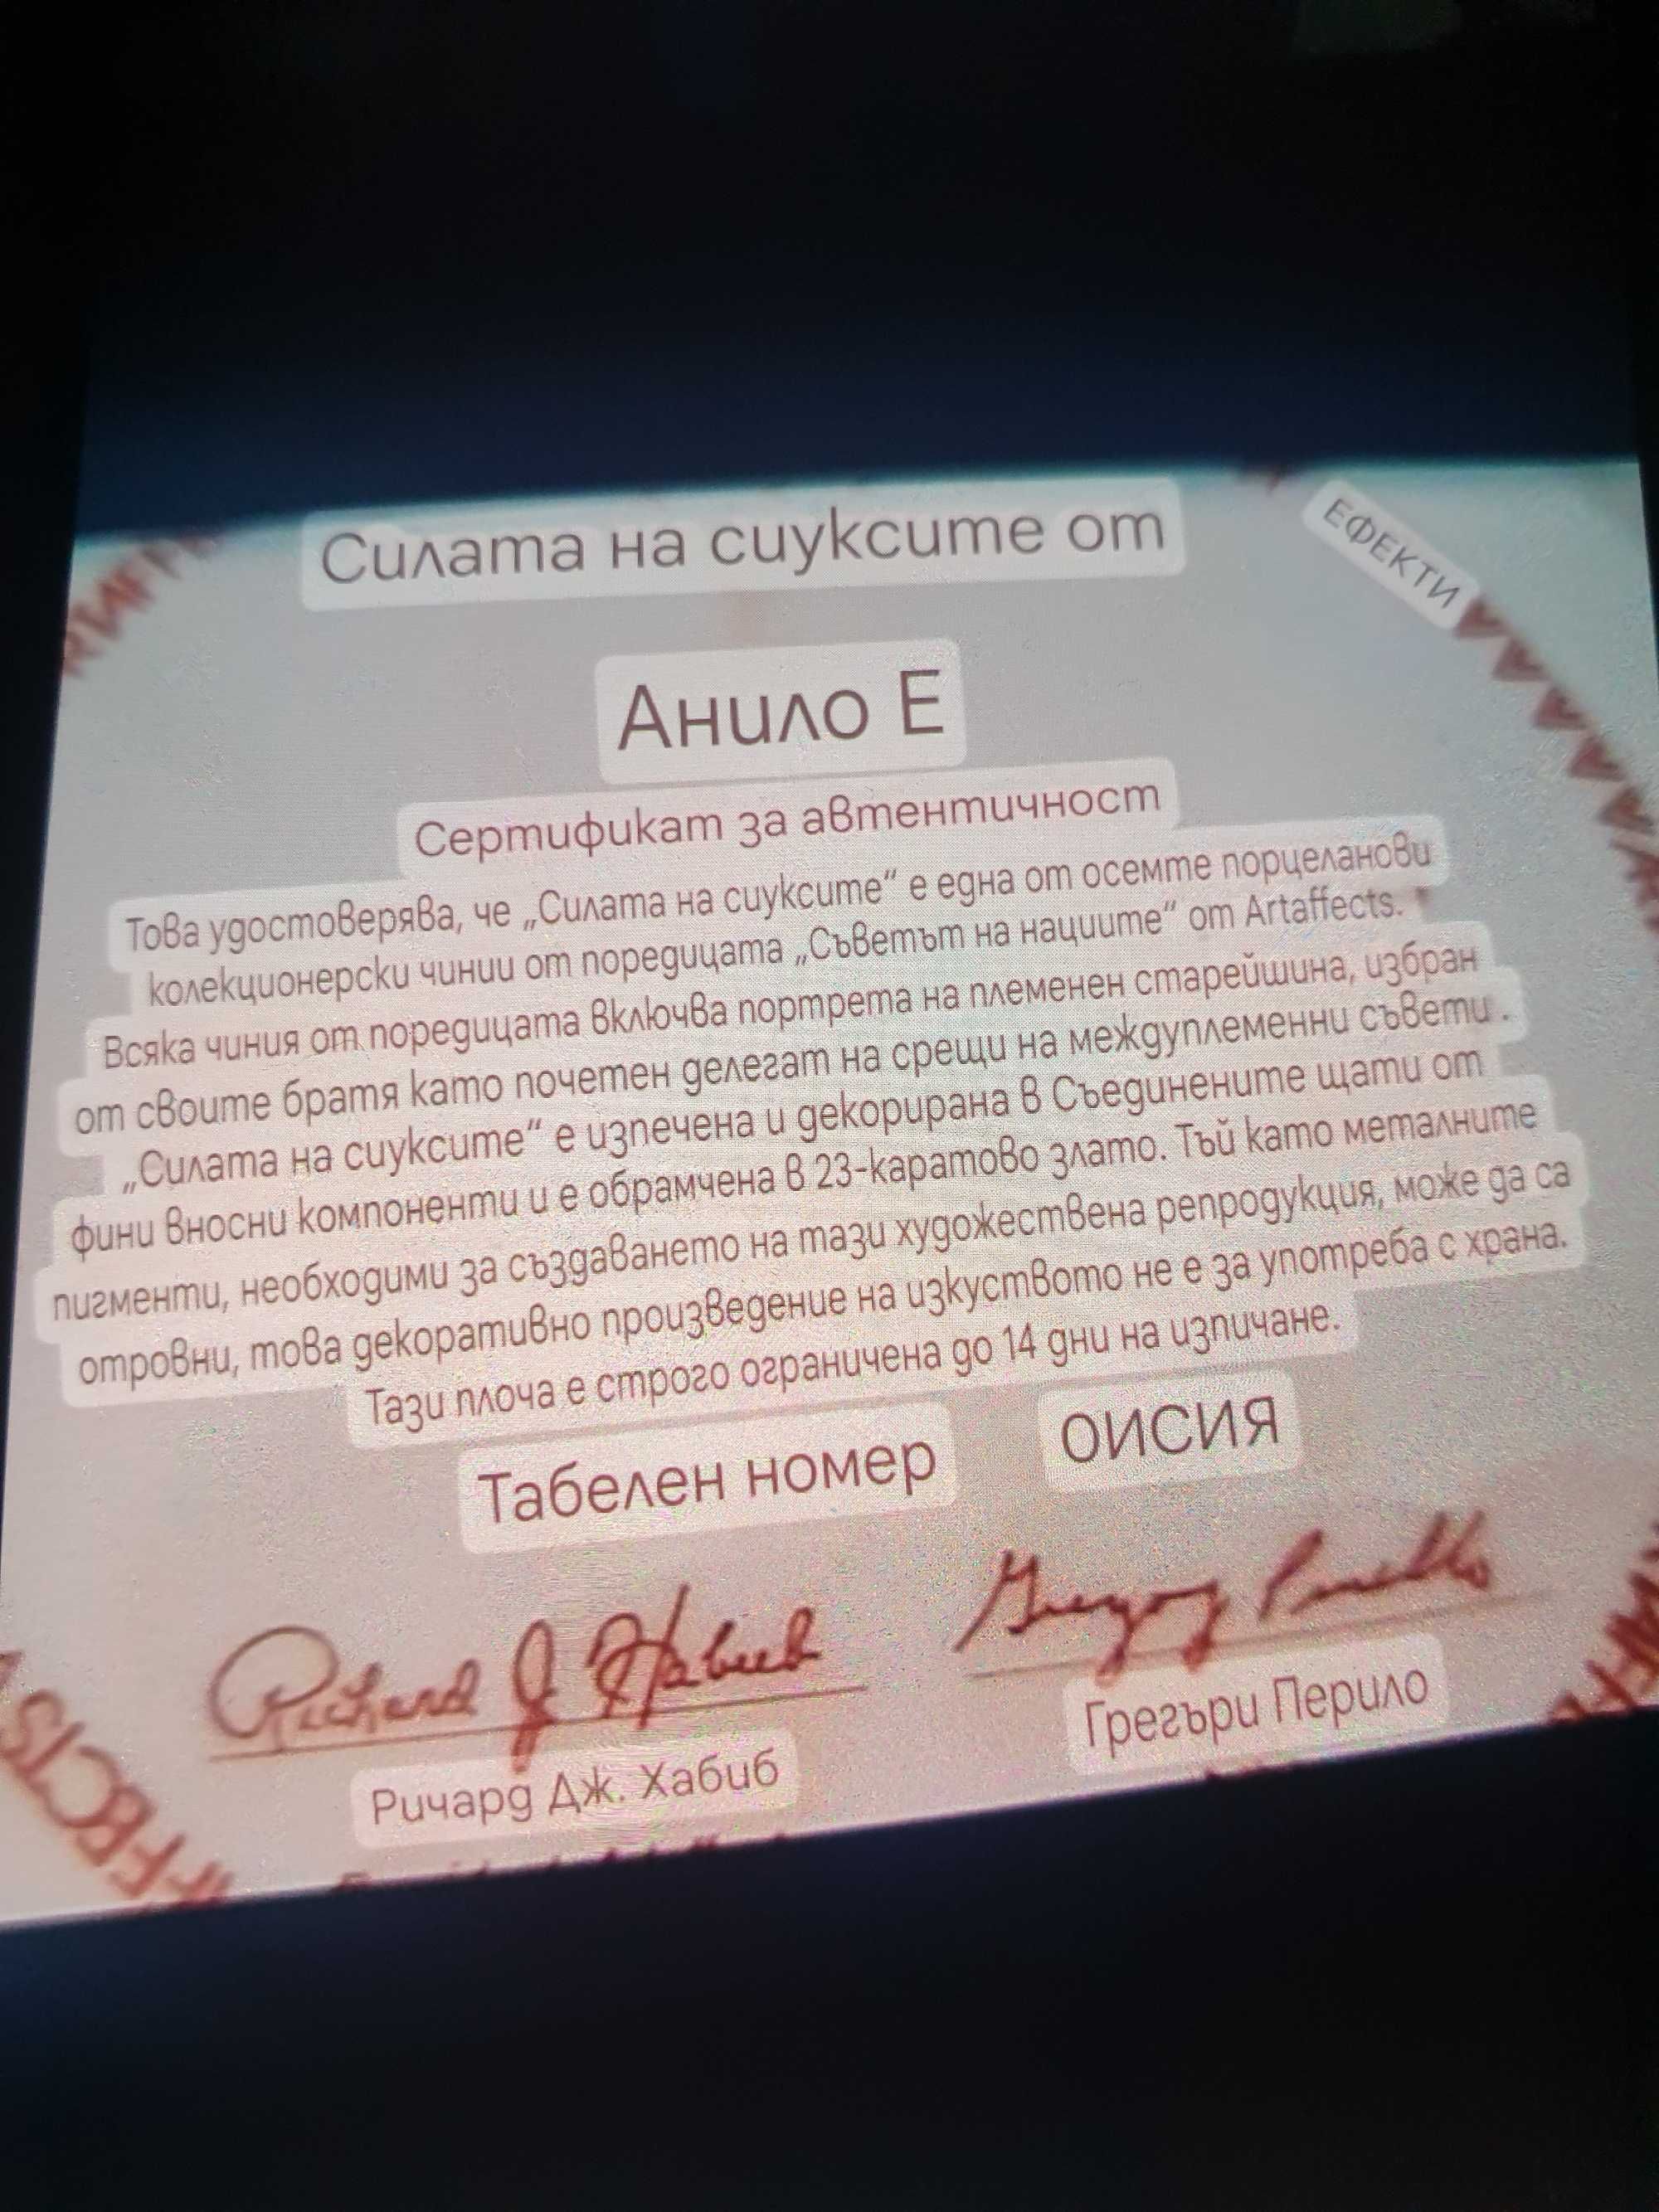 Силата на сиуксите от
ЕФЕКТИ
Анило Е
Сертификат за автентичност
Това удостоверява, че „Силата на сиуксите“ е една от осемте порцеланови
колекционерски чинии от поредицата „Съветът на нациите“ от Artaffects.
Всяка чиния от поредицата включва портрета на племенен старейшина, избран
от своите братя като почетен делегат на срещи на междуплеменни съвети .
„Силата на сиуксите“ е изпечена и декорирана в Съединените щати от
фини вносни компоненти и е обрамчена в 23-каратово злато. Тъй като металните
пигменти, необходими за създаването на тази художествена репродукция, може да са
отровни, това декоративно произведение на изкуството не е за употреба с храна.
Тази плоча е строго ограничена до 14 дни на изпичане.
Табелен номер ОИСИЯ
Richard J. Habeeb Gregory Perillo
Ричард Дж. Хабиб Грегъри Перило